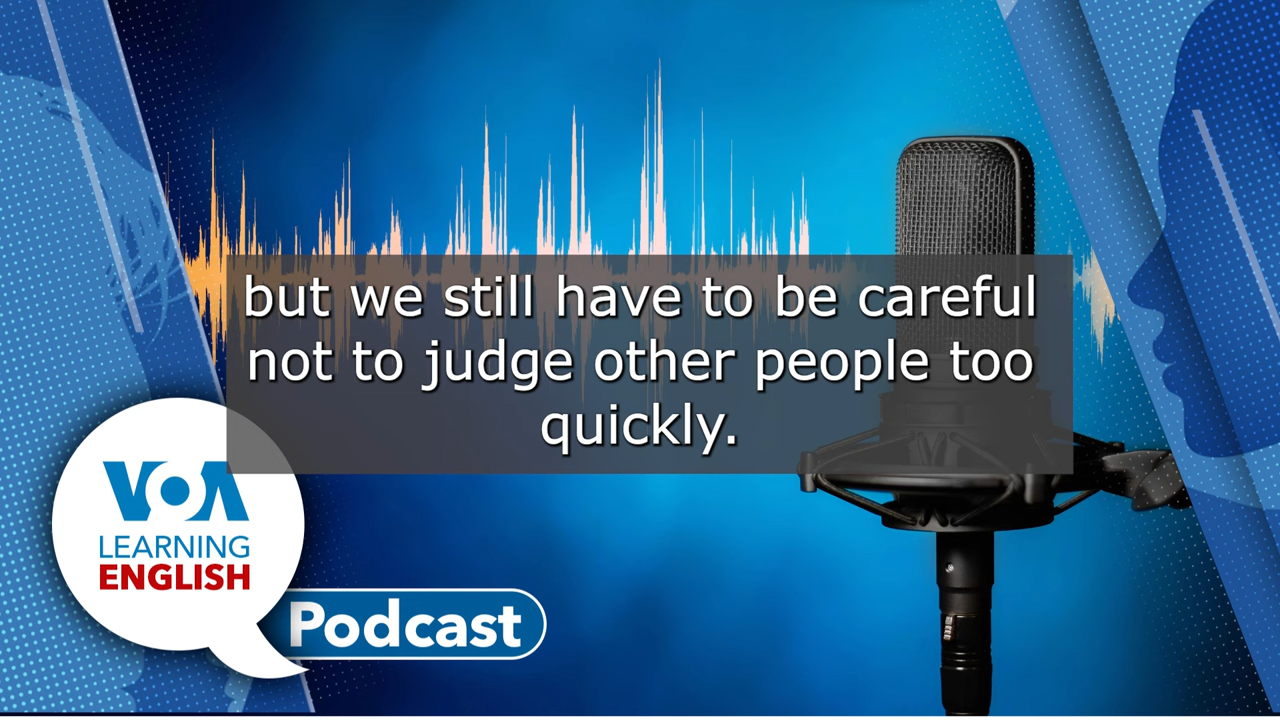 but we still have to be careful
not to judge other people too
quickly.
VOA
LEARNING
ENGLISH
Podcast